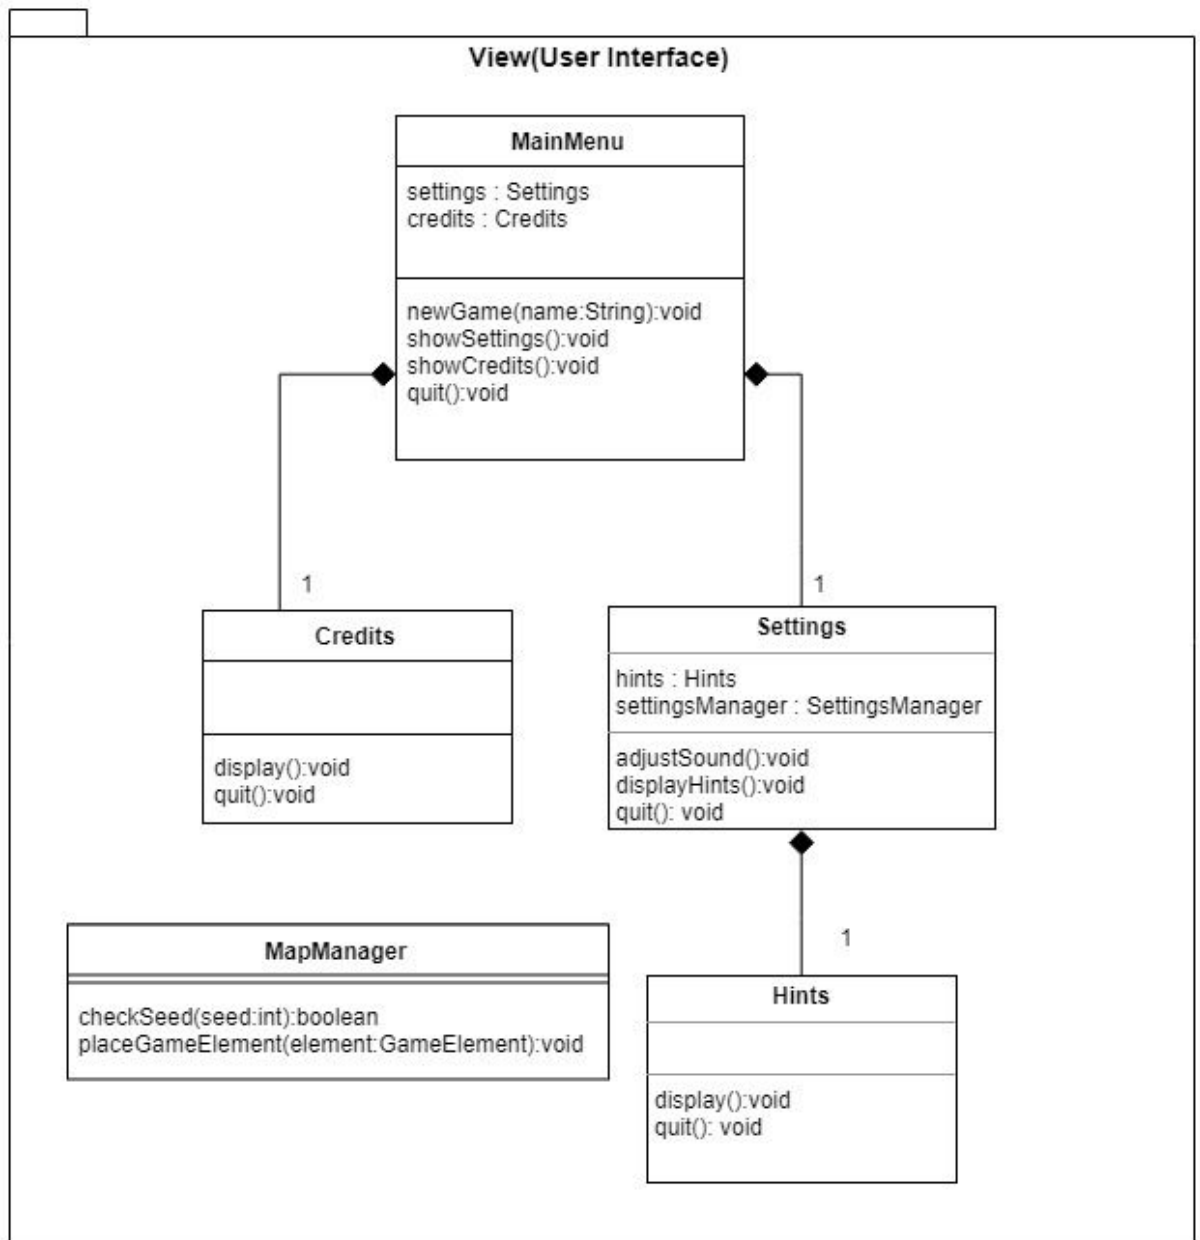 View(User Interface)
MainMenu
settings : Settings
credits : Credits
newGame(name:String):void
showSettings():void
showCredits():void
quit():void
1
1
Credits
display():void
quit():void
Settings
hints : Hints
settingsManager : SettingsManager
adjustSound():void
displayHints():void
quit(): void
1
MapManager
checkSeed(seed:int):boolean
placeGameElement(element:GameElement):void
Hints
display():void
quit(): void